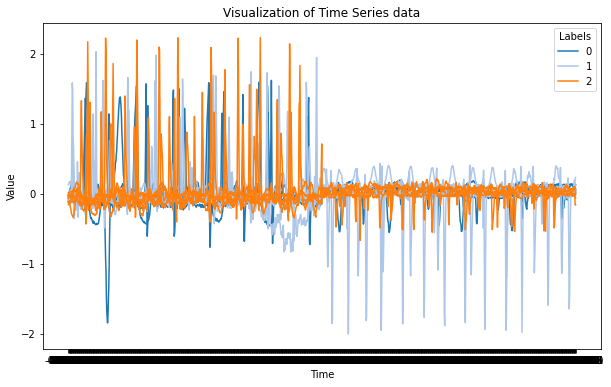 Visualization of Time Series data
Labels
0
1
2
2
1
0
−1
−2
Value
Time